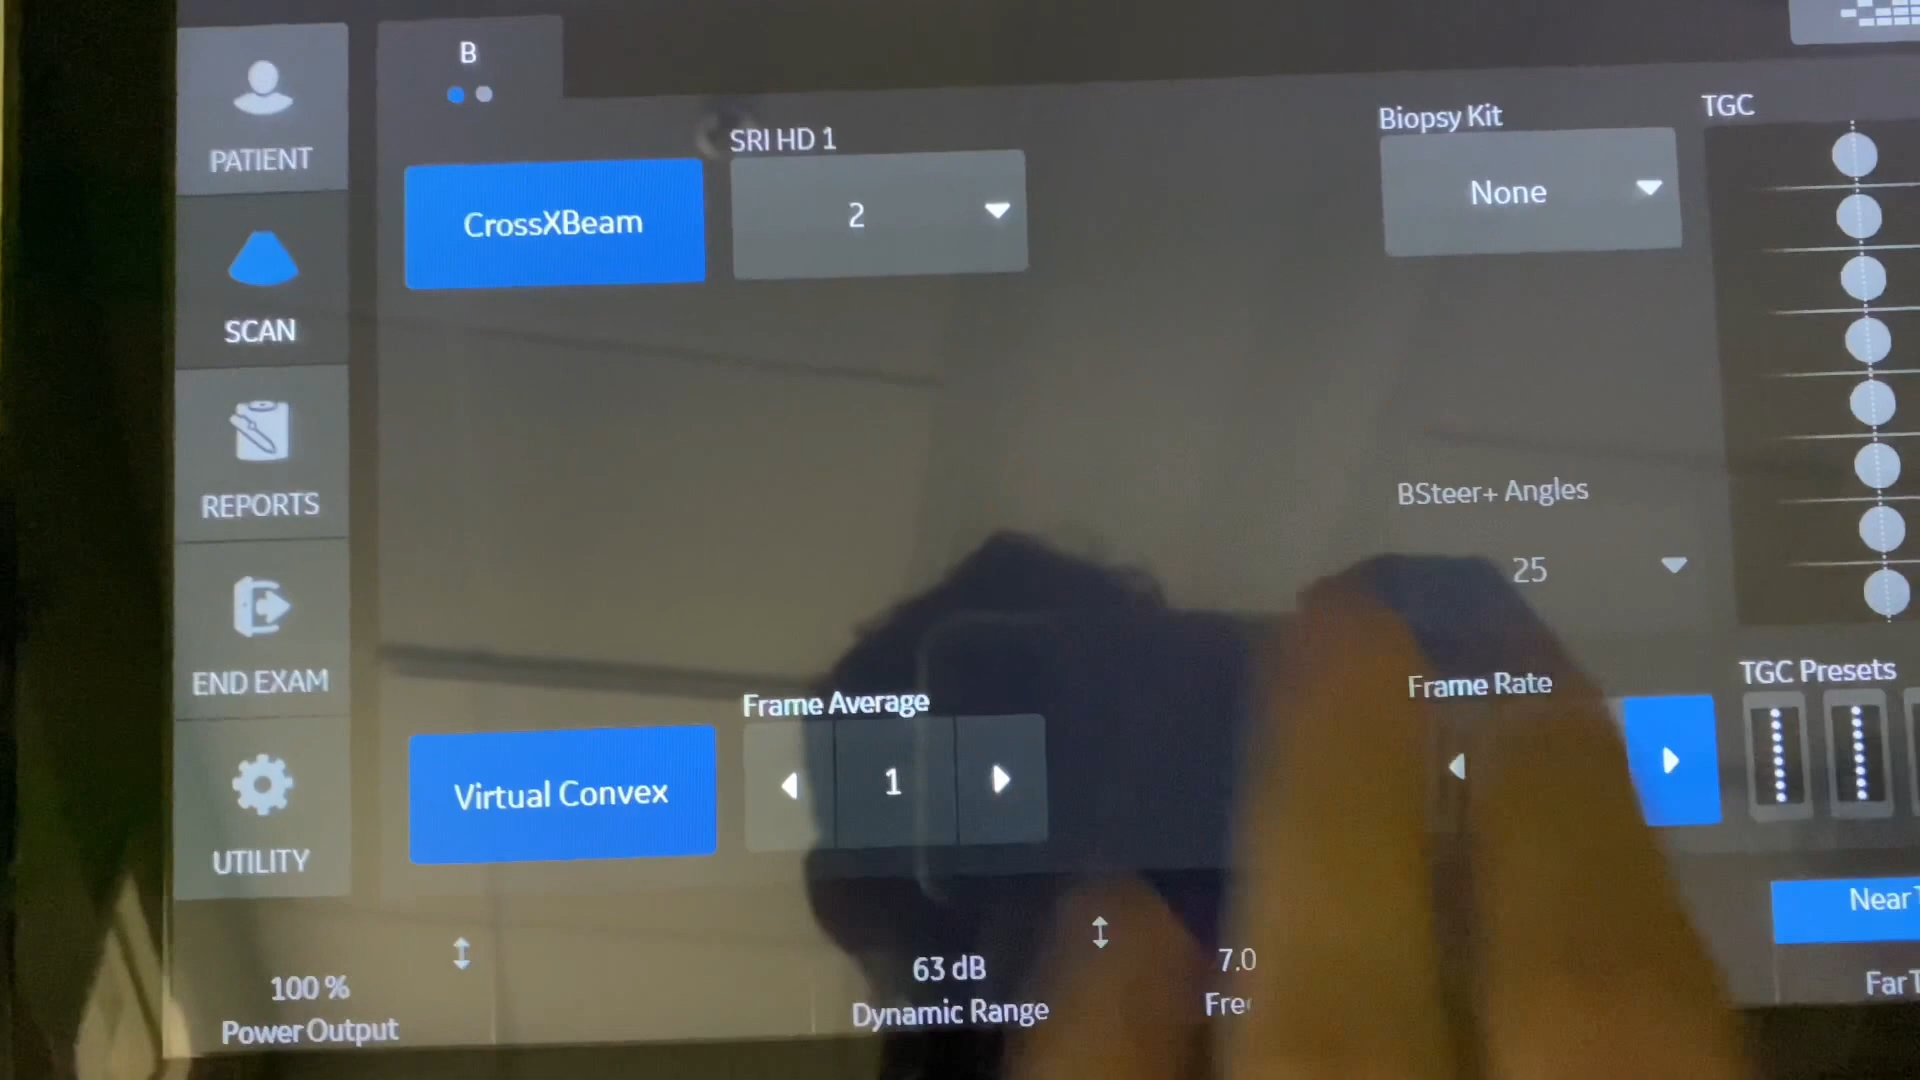 PATIENT
SCAN
REPORTS
END EXAM
UTILITY
B
CrossXBeam
SRI HD 1
2
Biopsy Kit
None
TGC
BSteer+ Angles
25
Virtual Convex
Frame Average
1
Frame Rate
TGC Presets
Near
Far
100 %
Power Output
63 dB
Dynamic Range
7.0